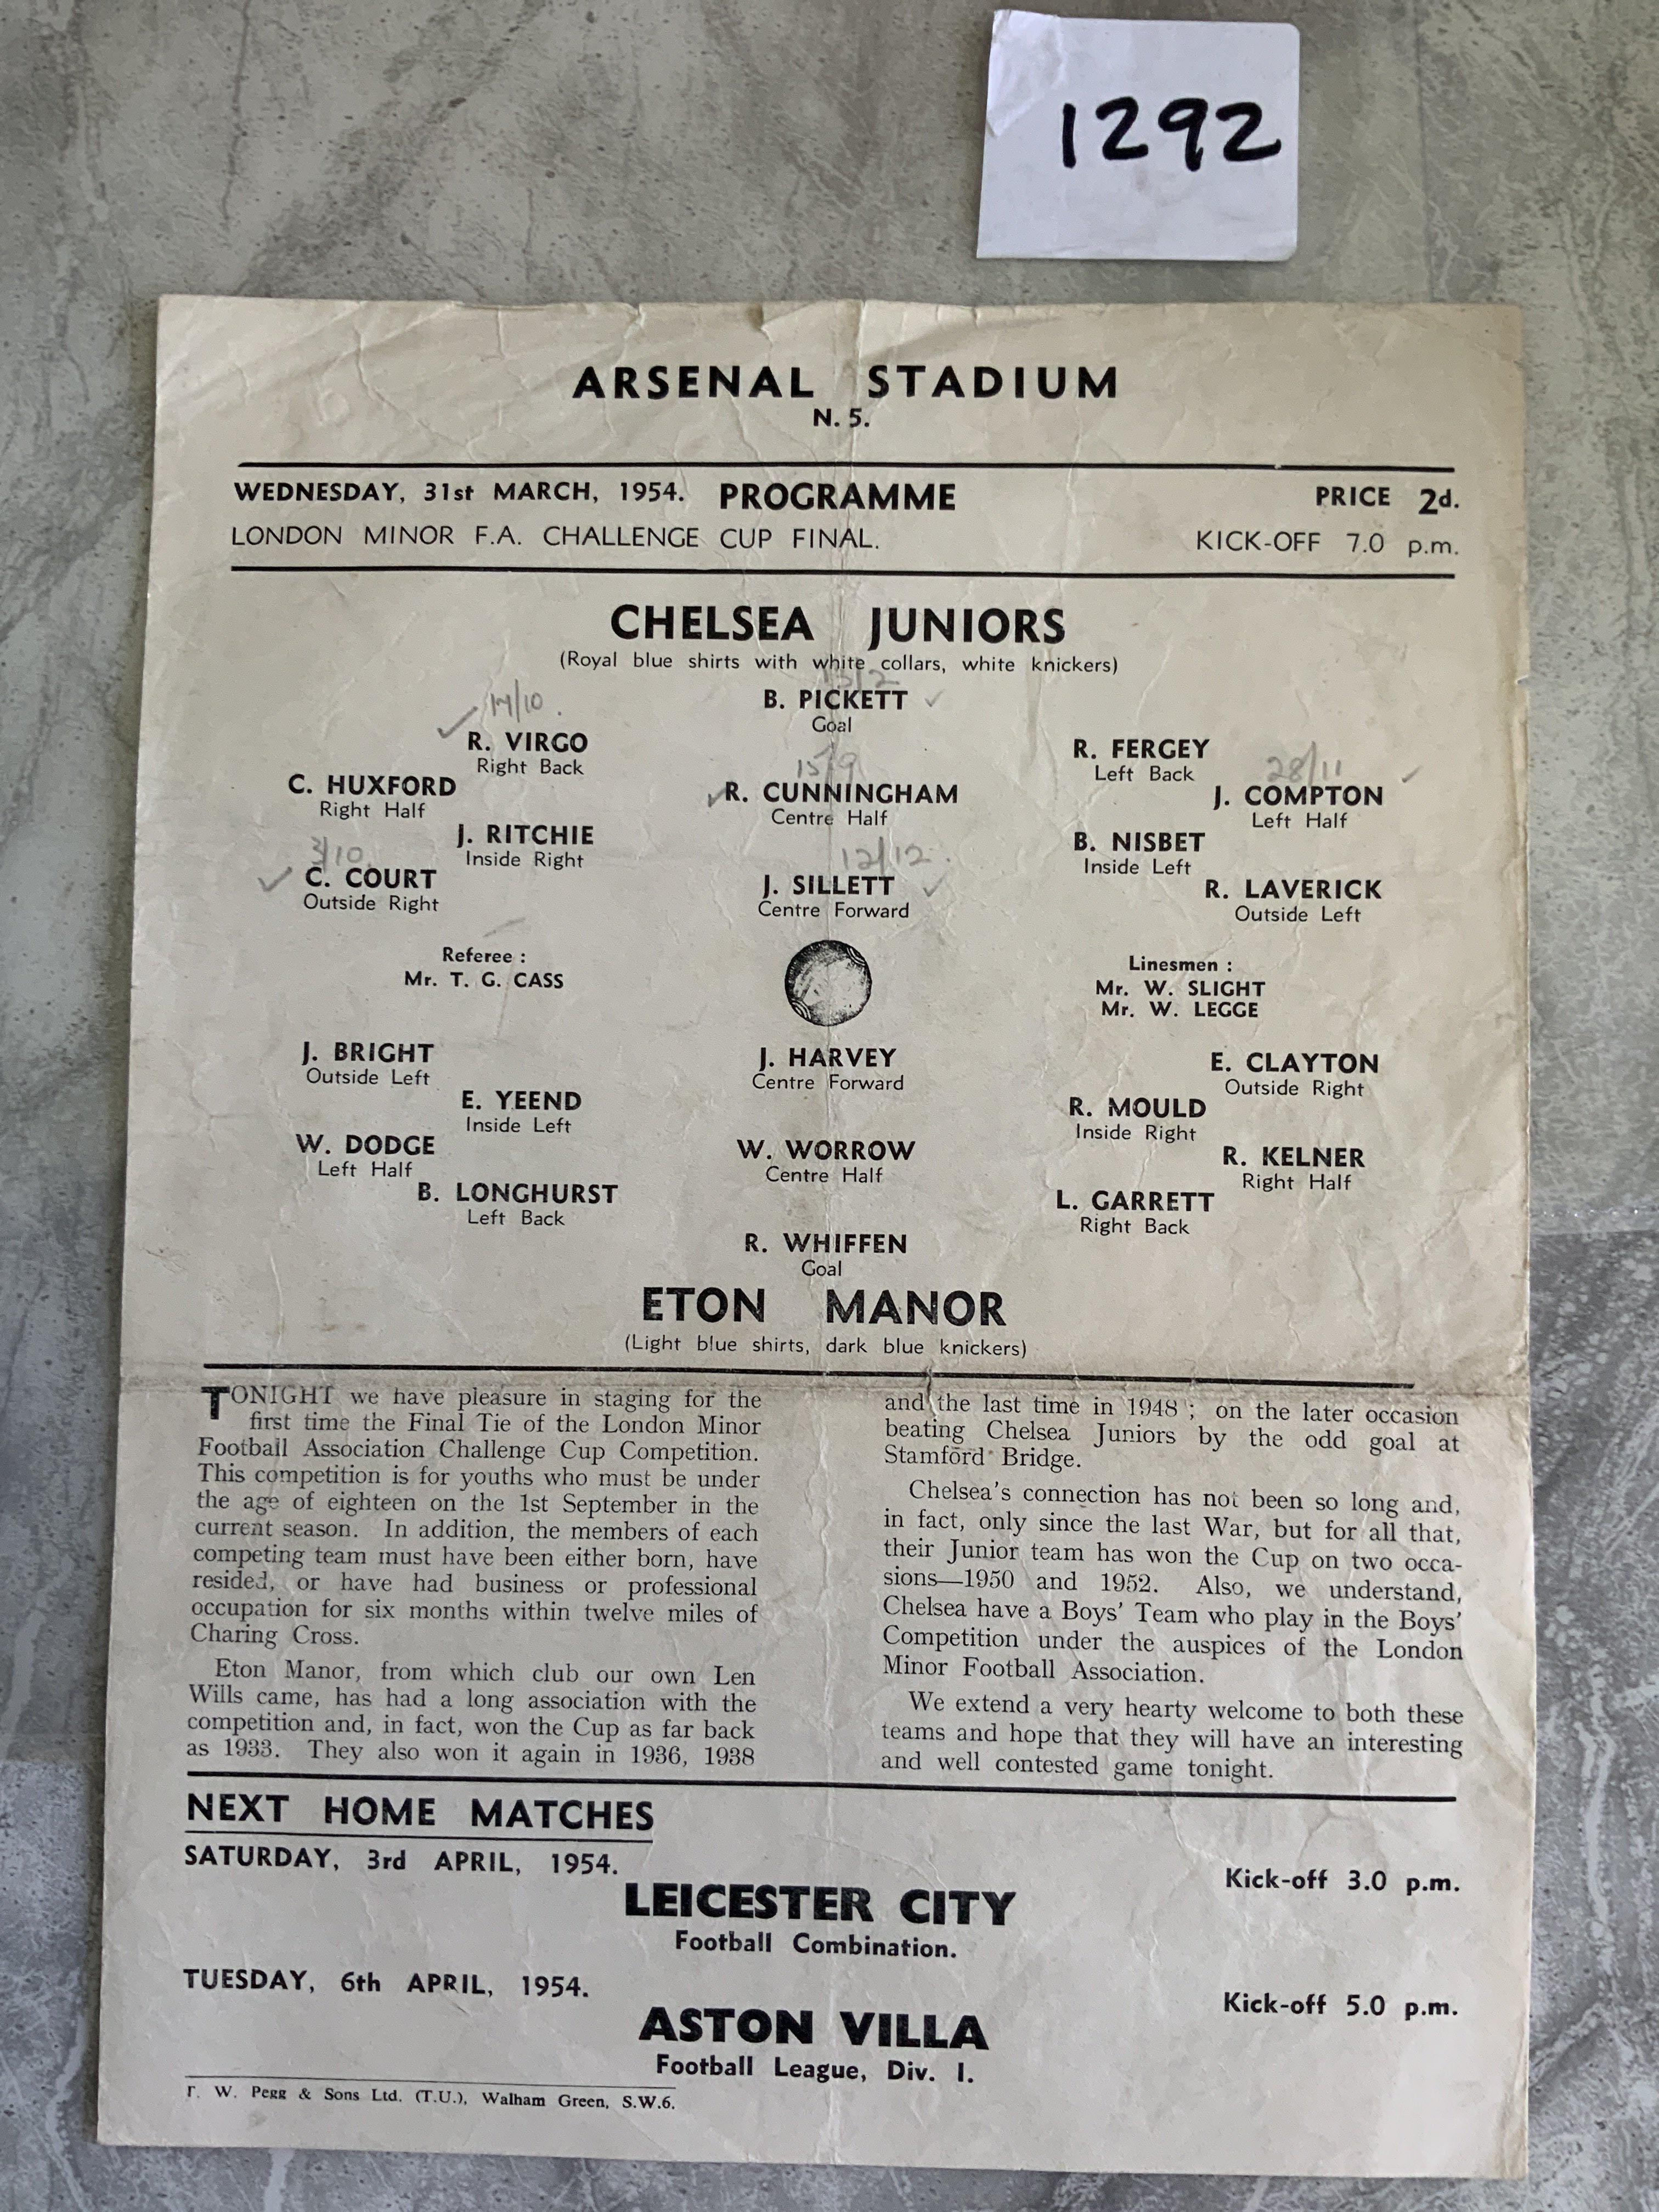 1292
ARSENAL STADIUM
N. 5.
WEDNESDAY, 31st MARCH, 1954. PROGRAMME PRICE 2d.
LONDON MINOR F.A. CHALLENGE CUP FINAL. KICK-OFF 7.0 p.m.
CHELSEA JUNIORS
(Royal blue shirts with white collars, white knickers)
13/2
B. PICKETT
Goal
14/10.
R. VIRGO
Right Back
R. FERGEY
Left Back
C. HUXFORD
Right Half
15/9
R. CUNNINGHAM
Centre Half
28/11
J. COMPTON
Left Half
J. RITCHIE
Inside Right
B. NISBET
Inside Left
3/10.
C. COURT
Outside Right
12/12.
J. SILLETT
Centre Forward
R. LAVERICK
Outside Left
Referee :
Mr. T. G. CASS
Linesmen :
Mr. W. SLIGHT
Mr. W. LEGGE
J. BRIGHT
Outside Left
J. HARVEY
Centre Forward
E. CLAYTON
Outside Right
E. YEEND
Inside Left
R. MOULD
Inside Right
W. DODGE
Left Half
W. WORROW
Centre Half
R. KELNER
Right Half
B. LONGHURST
Left Back
L. GARRETT
Right Back
R. WHIFFEN
Goal
ETON MANOR
(Light blue shirts, dark blue knickers)
TONIGHT we have pleasure in staging for the
first time the Final Tie of the London Minor
Football Association Challenge Cup Competition.
This competition is for youths who must be under
the age of eighteen on the 1st September in the
current season. In addition, the members of each
competing team must have been either born, have
resided, or have had business or professional
occupation for six months within twelve miles of
Charing Cross.
Eton Manor, from which club our own Len
Wills came, has had a long association with the
competition and, in fact, won the Cup as far back
as 1933. They also won it again in 1936, 1938
and the last time in 1948 ; on the later occasion
beating Chelsea Juniors by the odd goal at
Stamford Bridge.
Chelsea's connection has not been so long and,
in fact, only since the last War, but for all that,
their Junior team has won the Cup on two occa-
sions—1950 and 1952. Also, we understand,
Chelsea have a Boys' Team who play in the Boys'
Competition under the auspices of the London
Minor Football Association.
We extend a very hearty welcome to both these
teams and hope that they will have an interesting
and well contested game tonight.
NEXT HOME MATCHES
SATURDAY, 3rd APRIL, 1954. Kick-off 3.0 p.m.
LEICESTER CITY
Football Combination.
TUESDAY, 6th APRIL, 1954. Kick-off 5.0 p.m.
ASTON VILLA
Football League, Div. I.
W. Pegg & Sons Ltd. (T.U.), Walham Green, S.W.6.